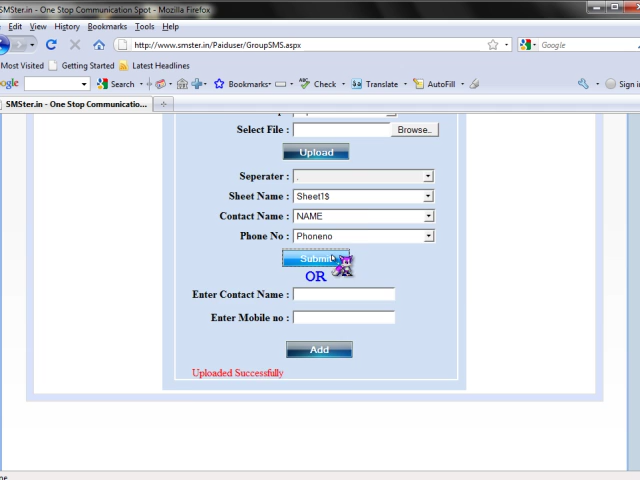 SMSter.in - One Stop Communication Spot - Mozilla Firefox
Edit View History Bookmarks Tools Help
http://www.smster.in/Paiduser/GroupSMS.aspx Google
Most Visited Getting Started Latest Headlines
Search Bookmarks Check Translate AutoFill Sign i
SMSter.in - One Stop Communicatio...
Select File : Browse..
Upload
Seperater : .
Sheet Name : Sheet1$
Contact Name : NAME
Phone No : Phoneno
Submit
OR
Enter Contact Name :
Enter Mobile no :
Add
Uploaded Successfully